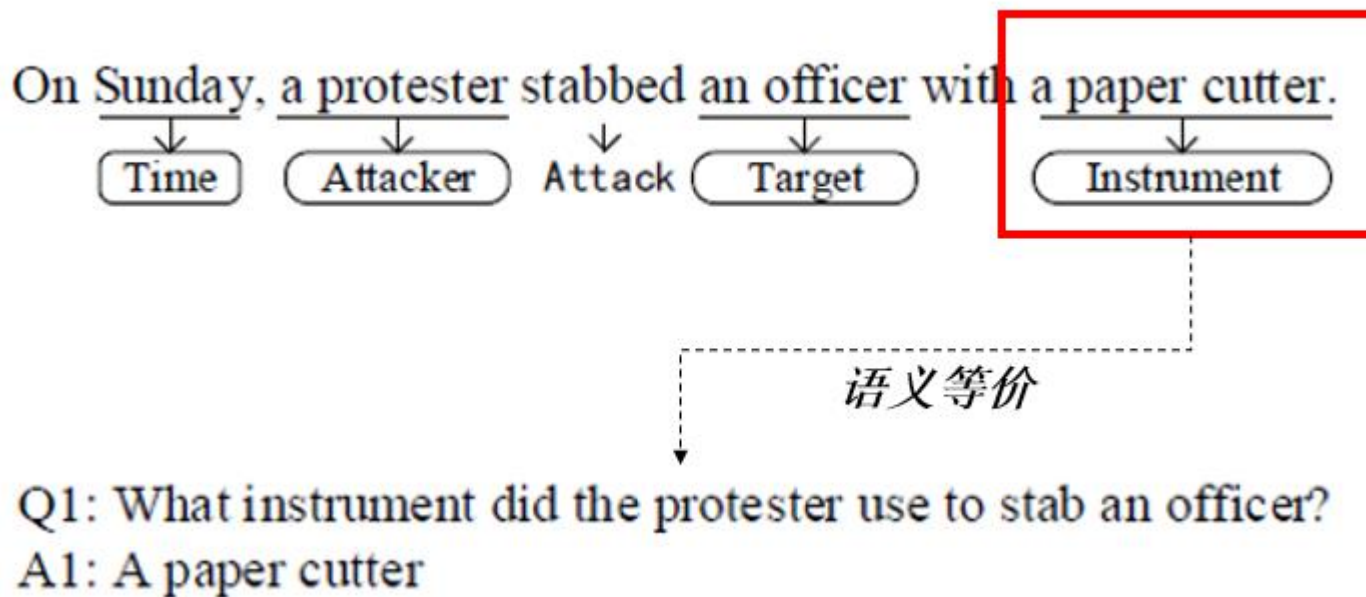 On Sunday, a protester stabbed an officer with a paper cutter.
Time Attacker Attack Target Instrument
语义等价
Q1: What instrument did the protester use to stab an officer?
A1: A paper cutter